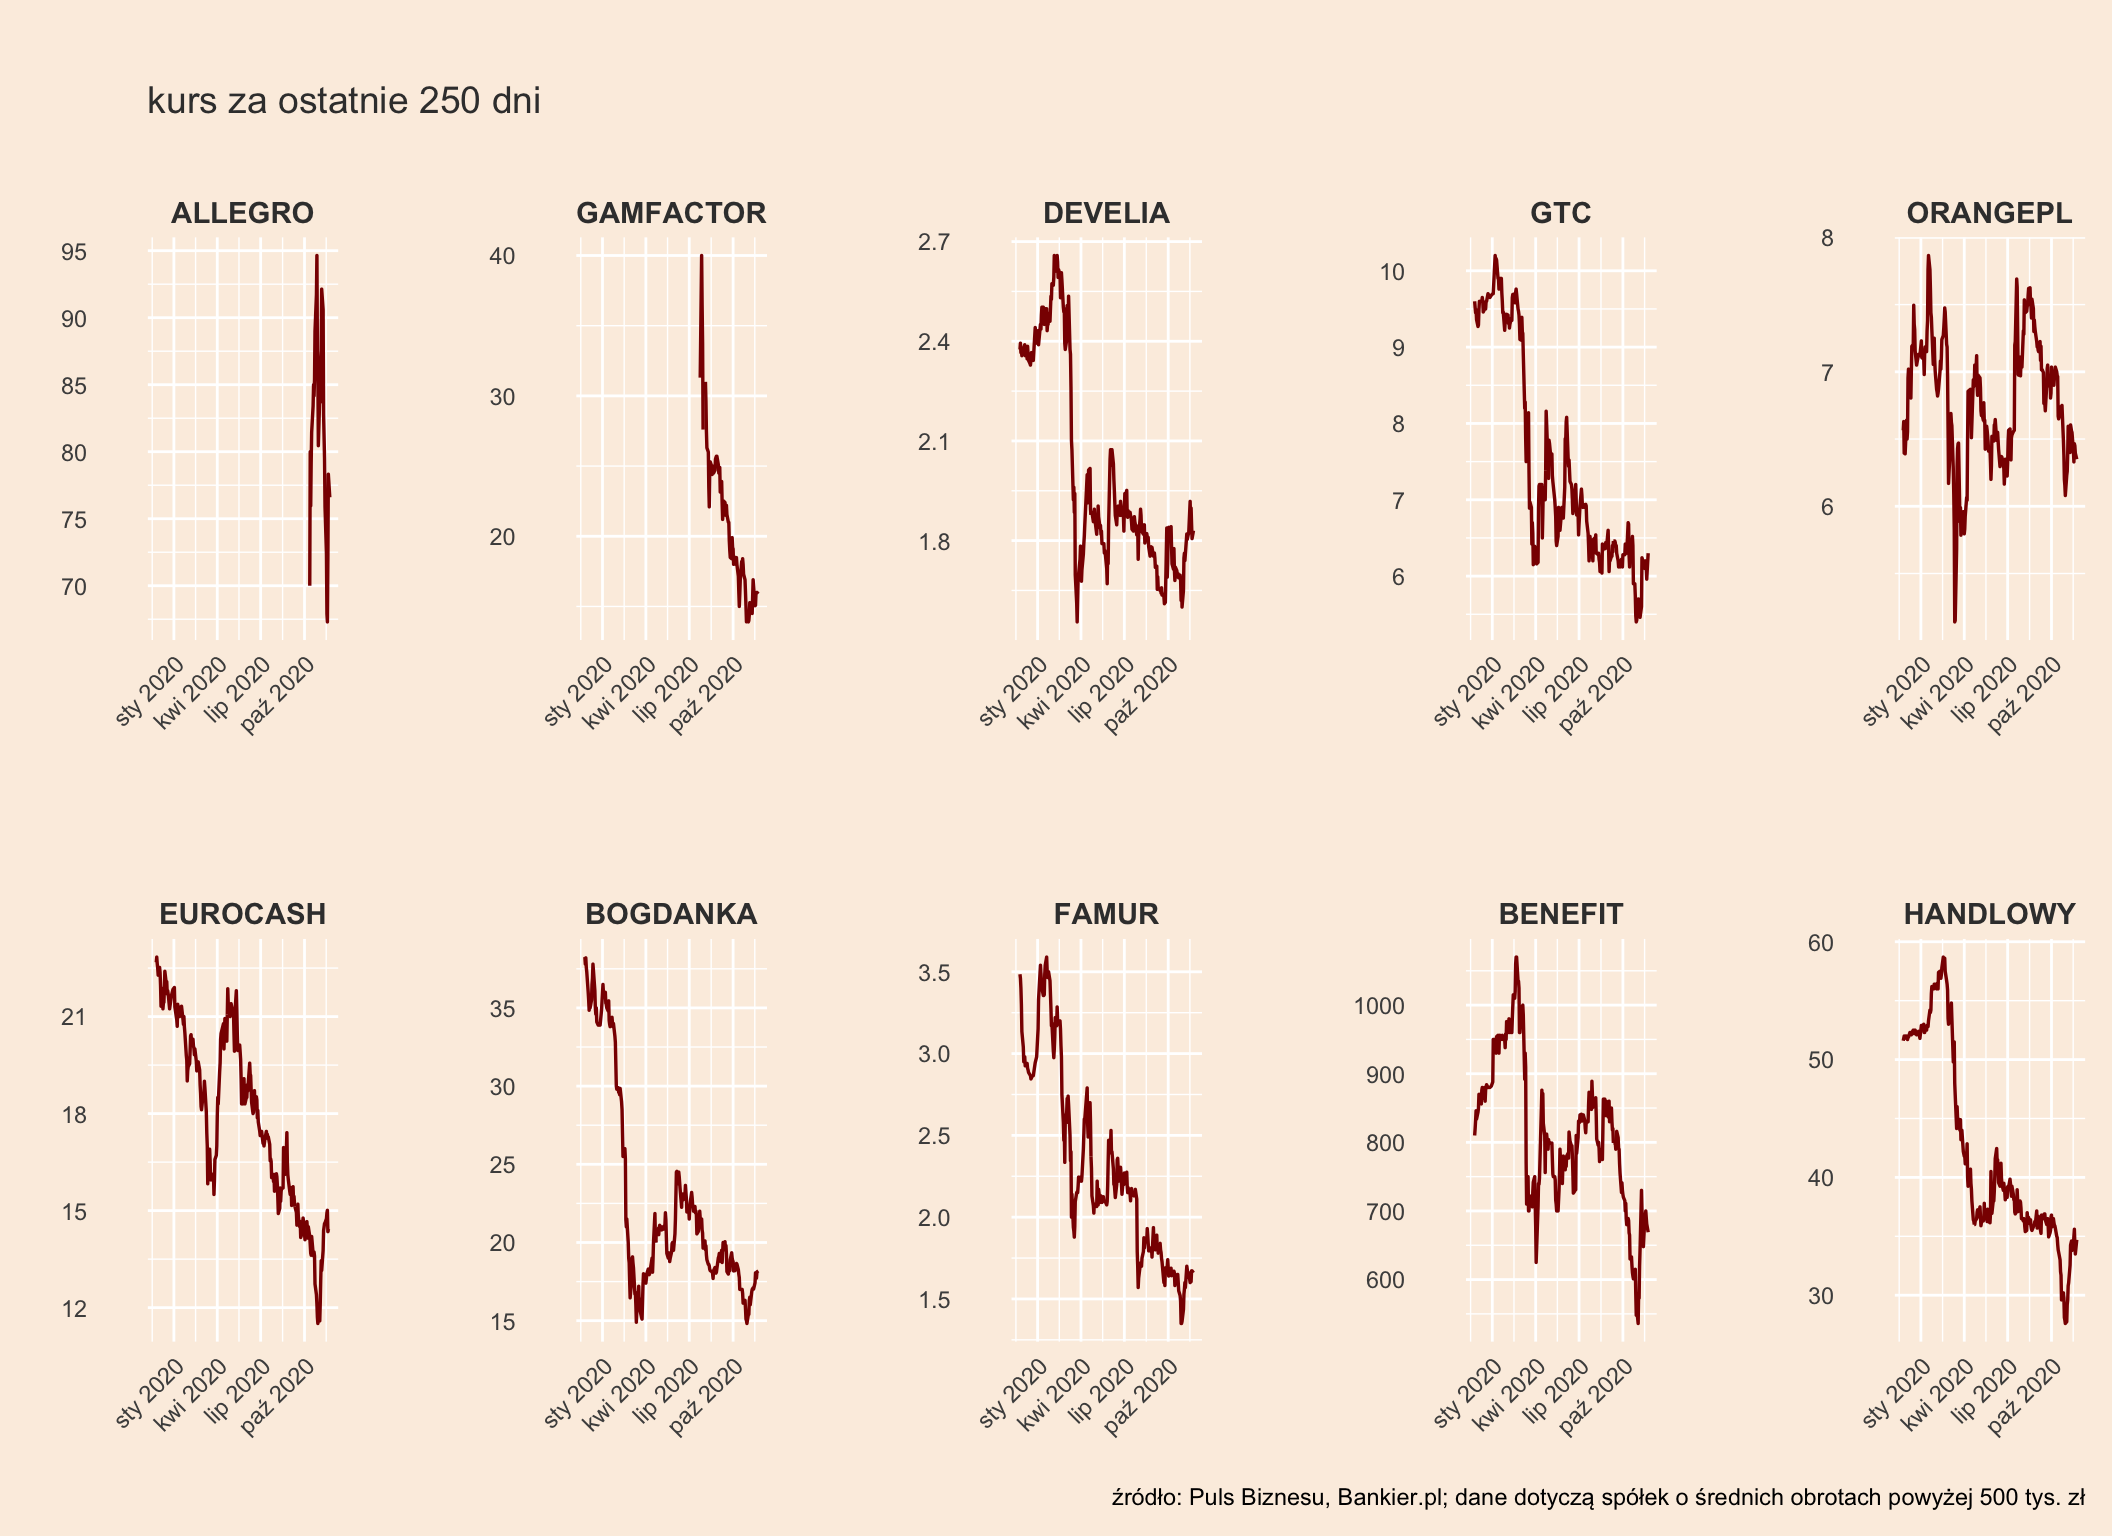 kurs za ostatnie 250 dni
ALLEGRO
95
90
85
80
75
70
sty 2020
kwi 2020
lip 2020
paź 2020
GAMFACTOR
40
30
20
sty 2020
kwi 2020
lip 2020
paź 2020
DEVELIA
2.7
2.4
2.1
1.8
sty 2020
kwi 2020
lip 2020
paź 2020
GTC
10
9
8
7
6
sty 2020
kwi 2020
lip 2020
paź 2020
ORANGEPL
8
7
6
sty 2020
kwi 2020
lip 2020
paź 2020
EUROCASH
21
18
15
12
sty 2020
kwi 2020
lip 2020
paź 2020
BOGDANKA
35
30
25
20
15
sty 2020
kwi 2020
lip 2020
paź 2020
FAMUR
3.5
3.0
2.5
2.0
1.5
sty 2020
kwi 2020
lip 2020
paź 2020
BENEFIT
1000
900
800
700
600
sty 2020
kwi 2020
lip 2020
paź 2020
HANDLOWY
60
50
40
30
sty 2020
kwi 2020
lip 2020
paź 2020
źródło: Puls Biznesu, Bankier.pl; dane dotyczą spółek o średnich obrotach powyżej 500 tys. zł